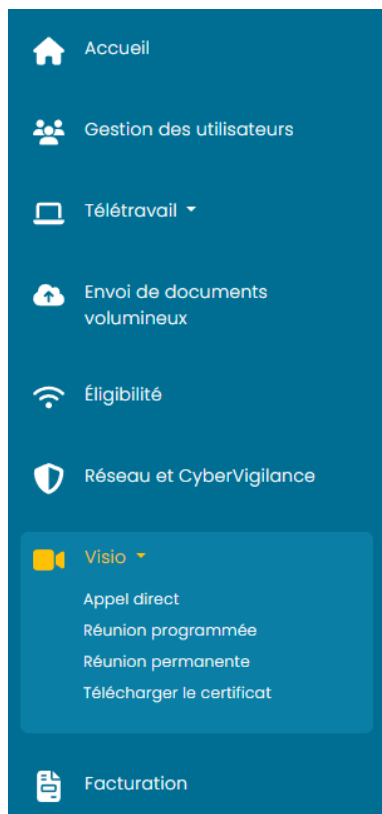 Accueil
Gestion des utilisateurs
Télétravail
Envoi de documents
volumineux
Éligibilité
Réseau et CyberVigilance
Visio
Appel direct
Réunion programmée
Réunion permanente
Télécharger le certificat
Facturation